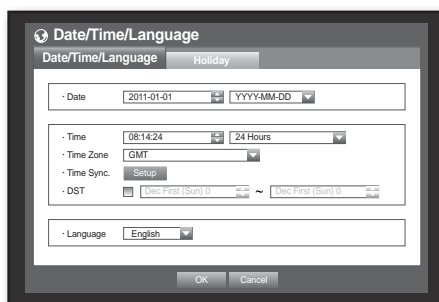 Date/Time/Language
Date/Time/Language Holiday
· Date 2011-01-01 YYYY-MM-DD
· Time 08:14:24 24 Hours
· Time Zone GMT
· Time Sync. Setup
· DST Dec First (Sun) 0 ~ Dec First (Sun) 0
· Language English
OK Cancel